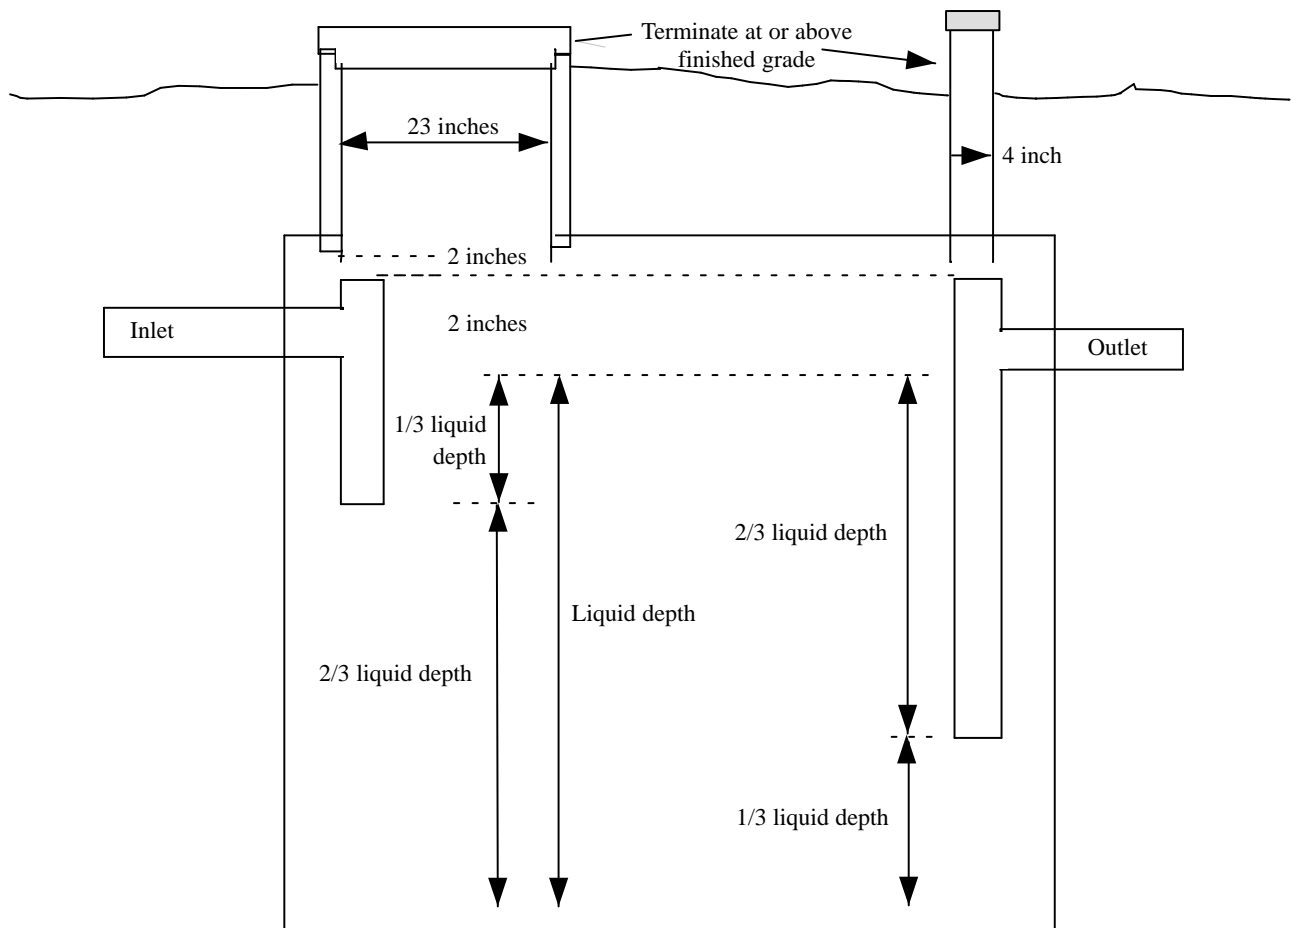 Terminate at or above
finished grade
23 inches
4 inch
2 inches
2 inches
Inlet
Outlet
1/3 liquid
depth
2/3 liquid depth
Liquid depth
2/3 liquid depth
1/3 liquid depth